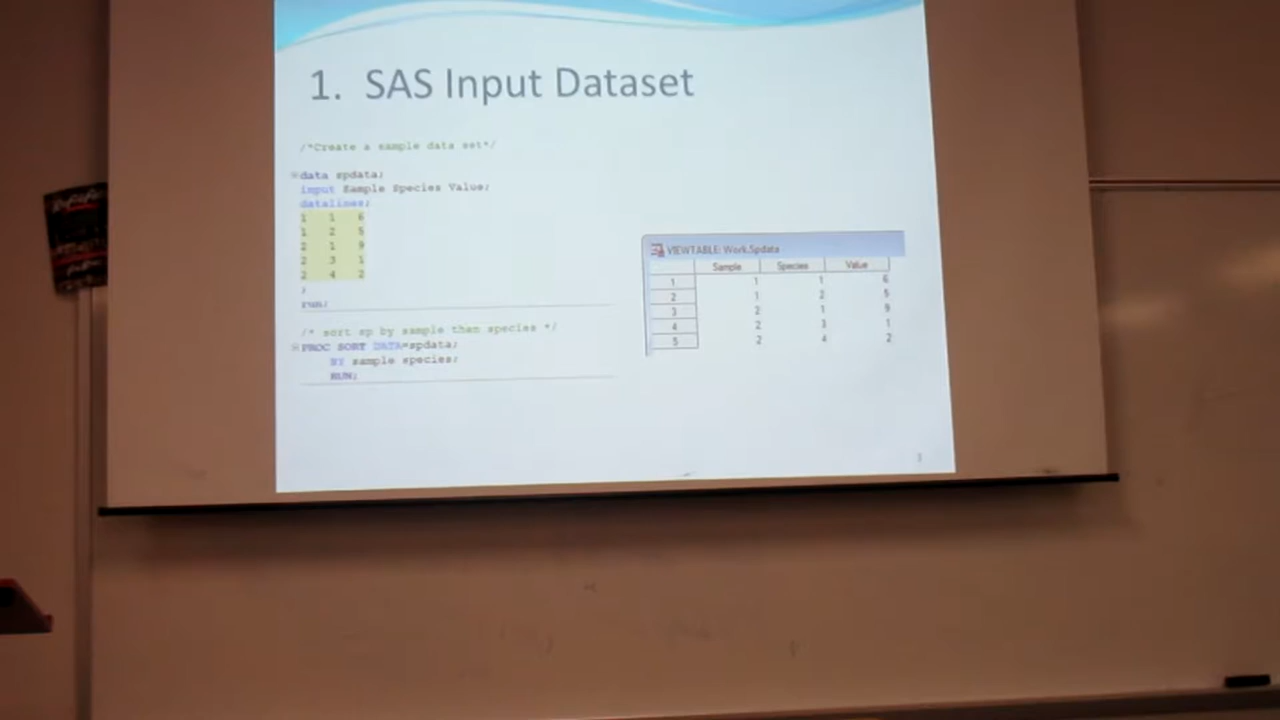 1. SAS Input Dataset
/*Create a sample data set*/
data spdata;
input Sample Species Value;
datalines;
1 1 6
1 2 5
2 1 9
2 3 1
2 4 2
;
run;
/* sort sp by sample then species */
PROC SORT DATA=spdata;
BY sample species;
RUN;
VIEWTABLE: Work.Spdata
Sample Species Value
1 1 1 6
2 1 2 5
3 2 1 9
4 2 3 1
5 2 4 2
3